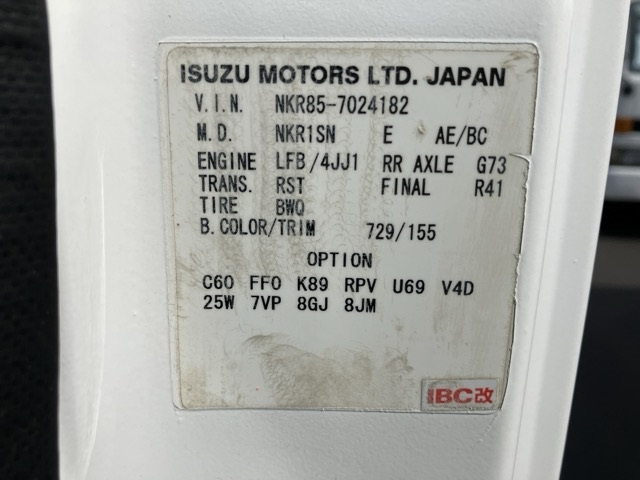 ISUZU MOTORS LTD. JAPAN
V.I.N. NKR85-7024182
M.D. NKR1SN E AE/BC
ENGINE LFB/4JJ1 RR AXLE G73
TRANS. RST FINAL R41
TIRE BWQ
B.COLOR/TRIM 729/155
OPTION
C60 FF0 K89 RPV U69 V4D
25W 7VP 8GJ 8JM
IBC改